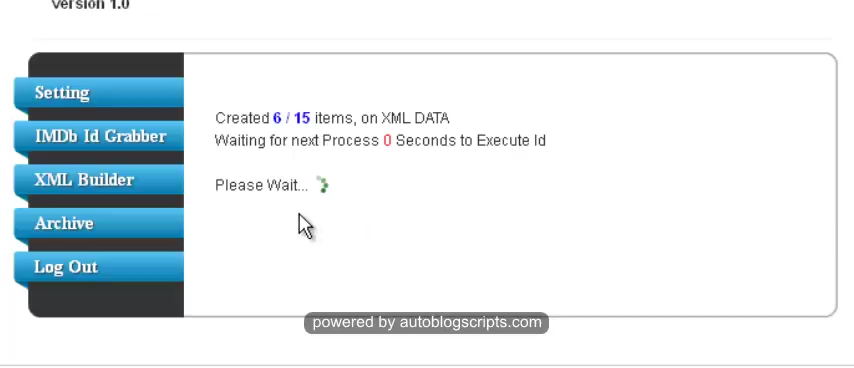 Version 1.0
Setting
IMDb Id Grabber
XML Builder
Archive
Log Out
Created 6 / 15 items, on XML DATA
Waiting for next Process 0 Seconds to Execute Id
Please Wait...
powered by autoblogscripts.com